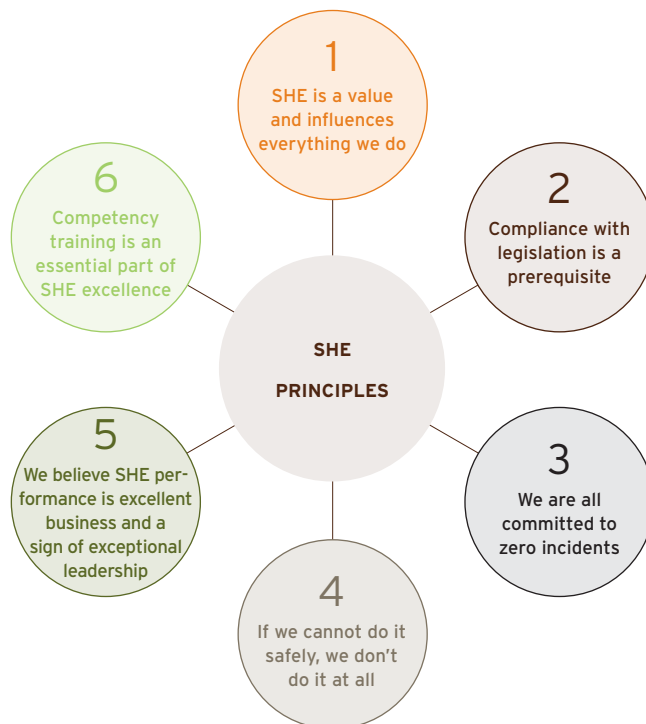 1
SHE is a value
and influences
everything we do
2
Compliance with
legislation is a
prerequisite
3
We are all
committed to
zero incidents
4
If we cannot do it
safely, we don’t
do it at all
5
We believe SHE per-
formance is excellent
business and a
sign of exceptional
leadership
6
Competency
training is an
essential part of
SHE excellence
SHE
PRINCIPLES